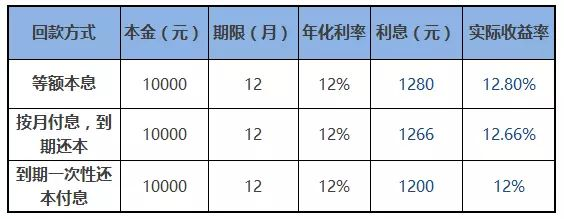 回款方式 本金（元） 期限（月） 年化利率 利息（元） 实际收益率
等额本息 10000 12 12% 1280 12.80%
按月付息，到期还本 10000 12 12% 1266 12.66%
到期一次性还本付息 10000 12 12% 1200 12%